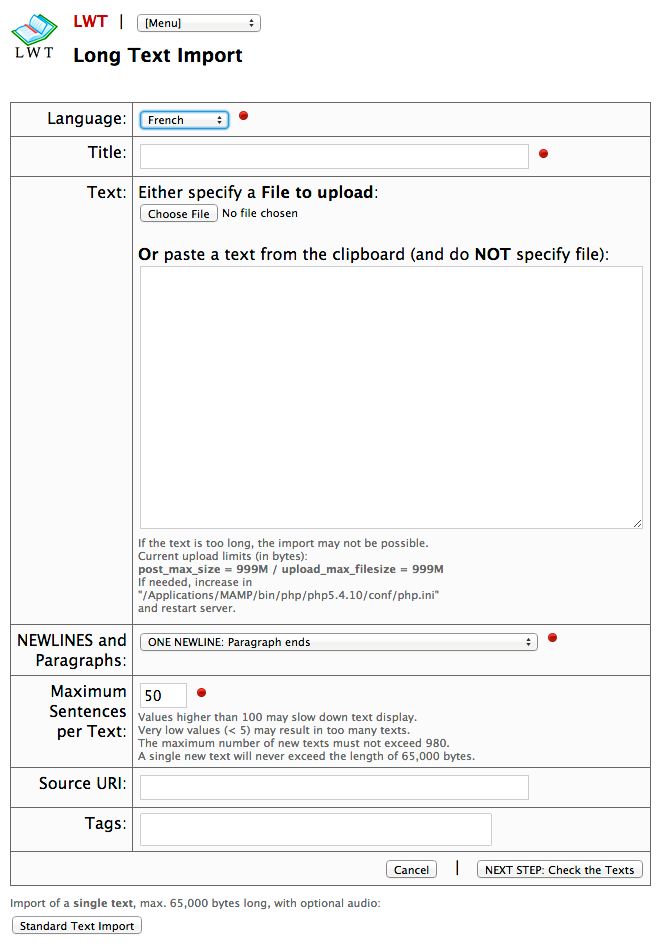 LWT | [Menu]
LWT Long Text Import
Language: French
Title:
Text: Either specify a File to upload:
Choose File No file chosen
Or paste a text from the clipboard (and do NOT specify file):
If the text is too long, the import may not be possible.
Current upload limits (in bytes):
post_max_size = 999M / upload_max_filesize = 999M
If needed, increase in
"/Applications/MAMP/bin/php/php5.4.10/conf/php.ini"
and restart server.
NEWLINES and
Paragraphs:
ONE NEWLINE: Paragraph ends
Maximum
Sentences
per Text:
50
Values higher than 100 may slow down text display.
Very low values (< 5) may result in too many texts.
The maximum number of new texts must not exceed 980.
A single new text will never exceed the length of 65,000 bytes.
Source URI:
Tags:
Cancel | NEXT STEP: Check the Texts
Import of a single text, max. 65,000 bytes long, with optional audio:
Standard Text Import